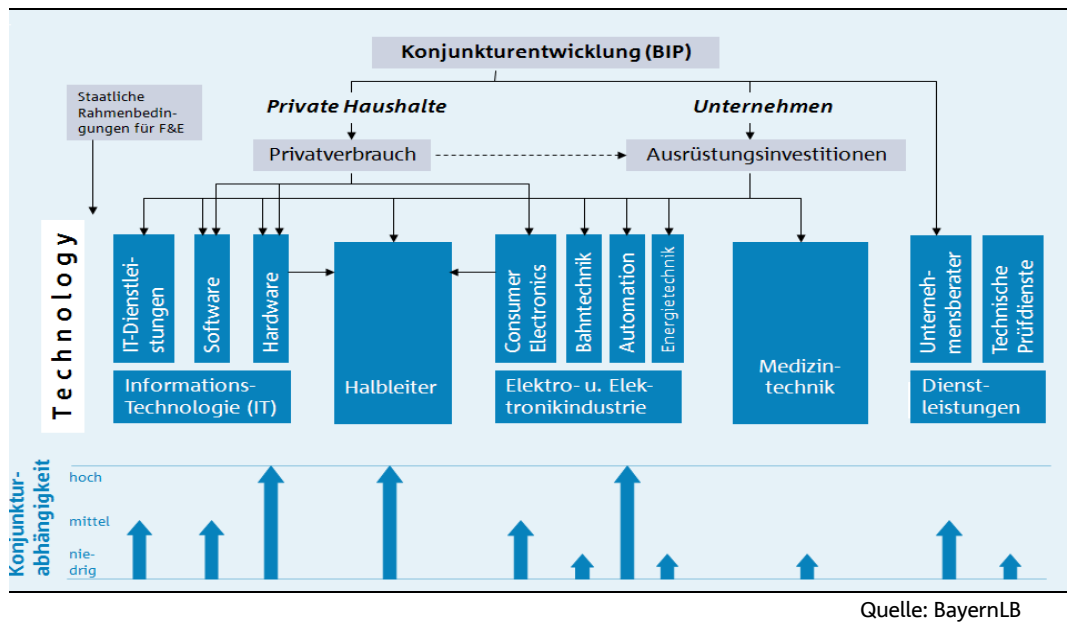 Konjunkturentwicklung (BIP)
Staatliche
Rahmenbedin-
gungen für F&E
Private Haushalte
Unternehmen
Privatverbrauch
Ausrüstungsinvestitionen
Technology
IT-Dienstlei-
stungen
Software
Hardware
Informations-
Technologie (IT)
Halbleiter
Consumer
Electronics
Bahntechnik
Automation
Energietechnik
Elektro- u. Elek-
tronikindustrie
Medizin-
technik
Unterneh-
mensberater
Technische
Prüfdienste
Dienst-
leistungen
Konjunktur-
abhängigkeit
hoch
mittel
nie-
drig
Quelle: BayernLB